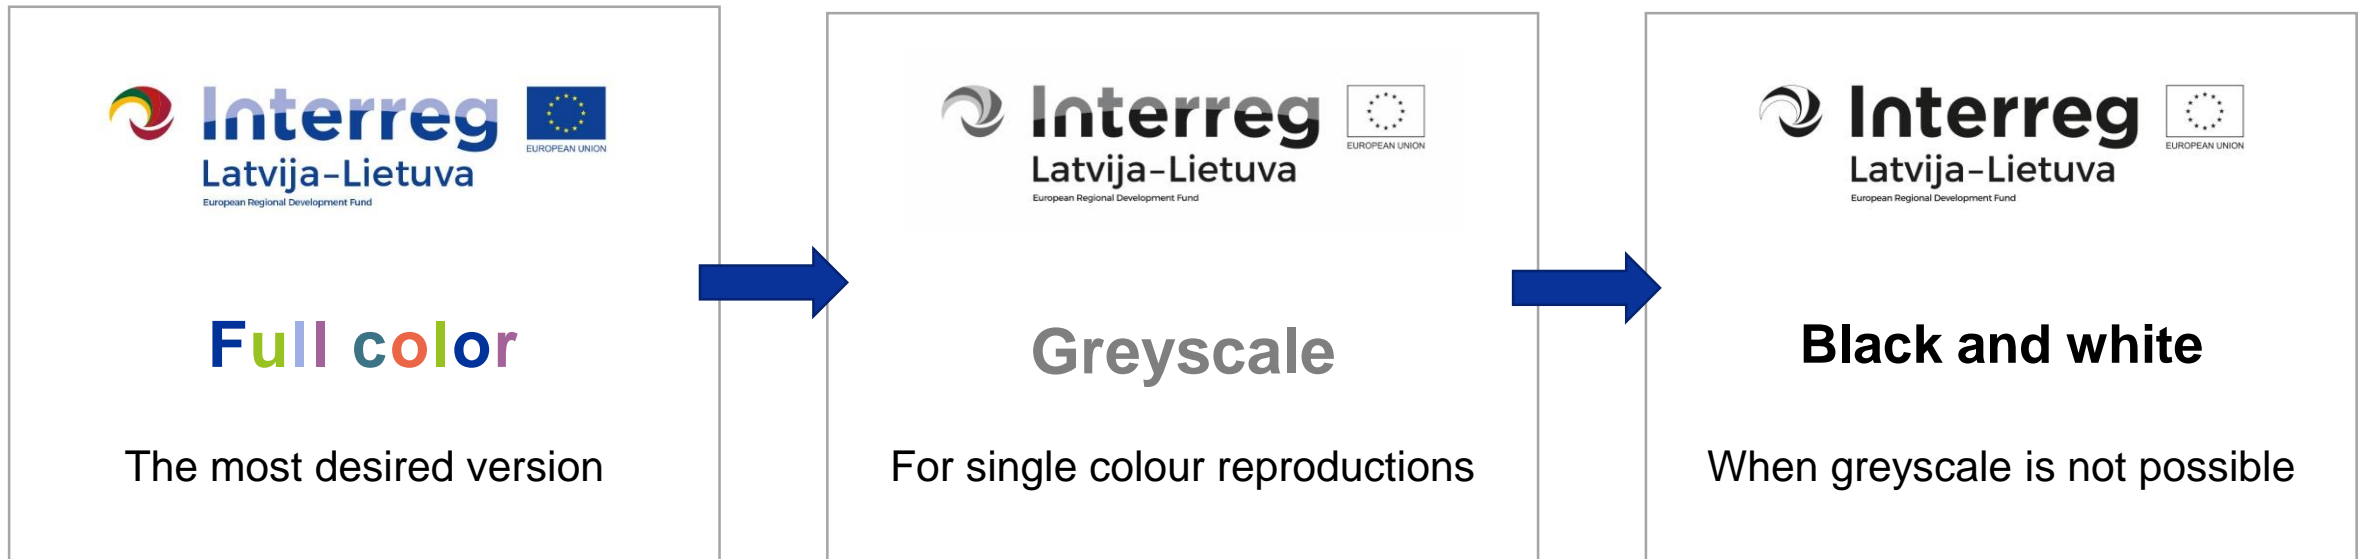 Interreg
EUROPEAN UNION
Latvija-Lietuva
European Regional Development Fund
Full color
The most desired version
Interreg
EUROPEAN UNION
Latvija-Lietuva
European Regional Development Fund
Greyscale
For single colour reproductions
Interreg
EUROPEAN UNION
Latvija-Lietuva
European Regional Development Fund
Black and white
When greyscale is not possible